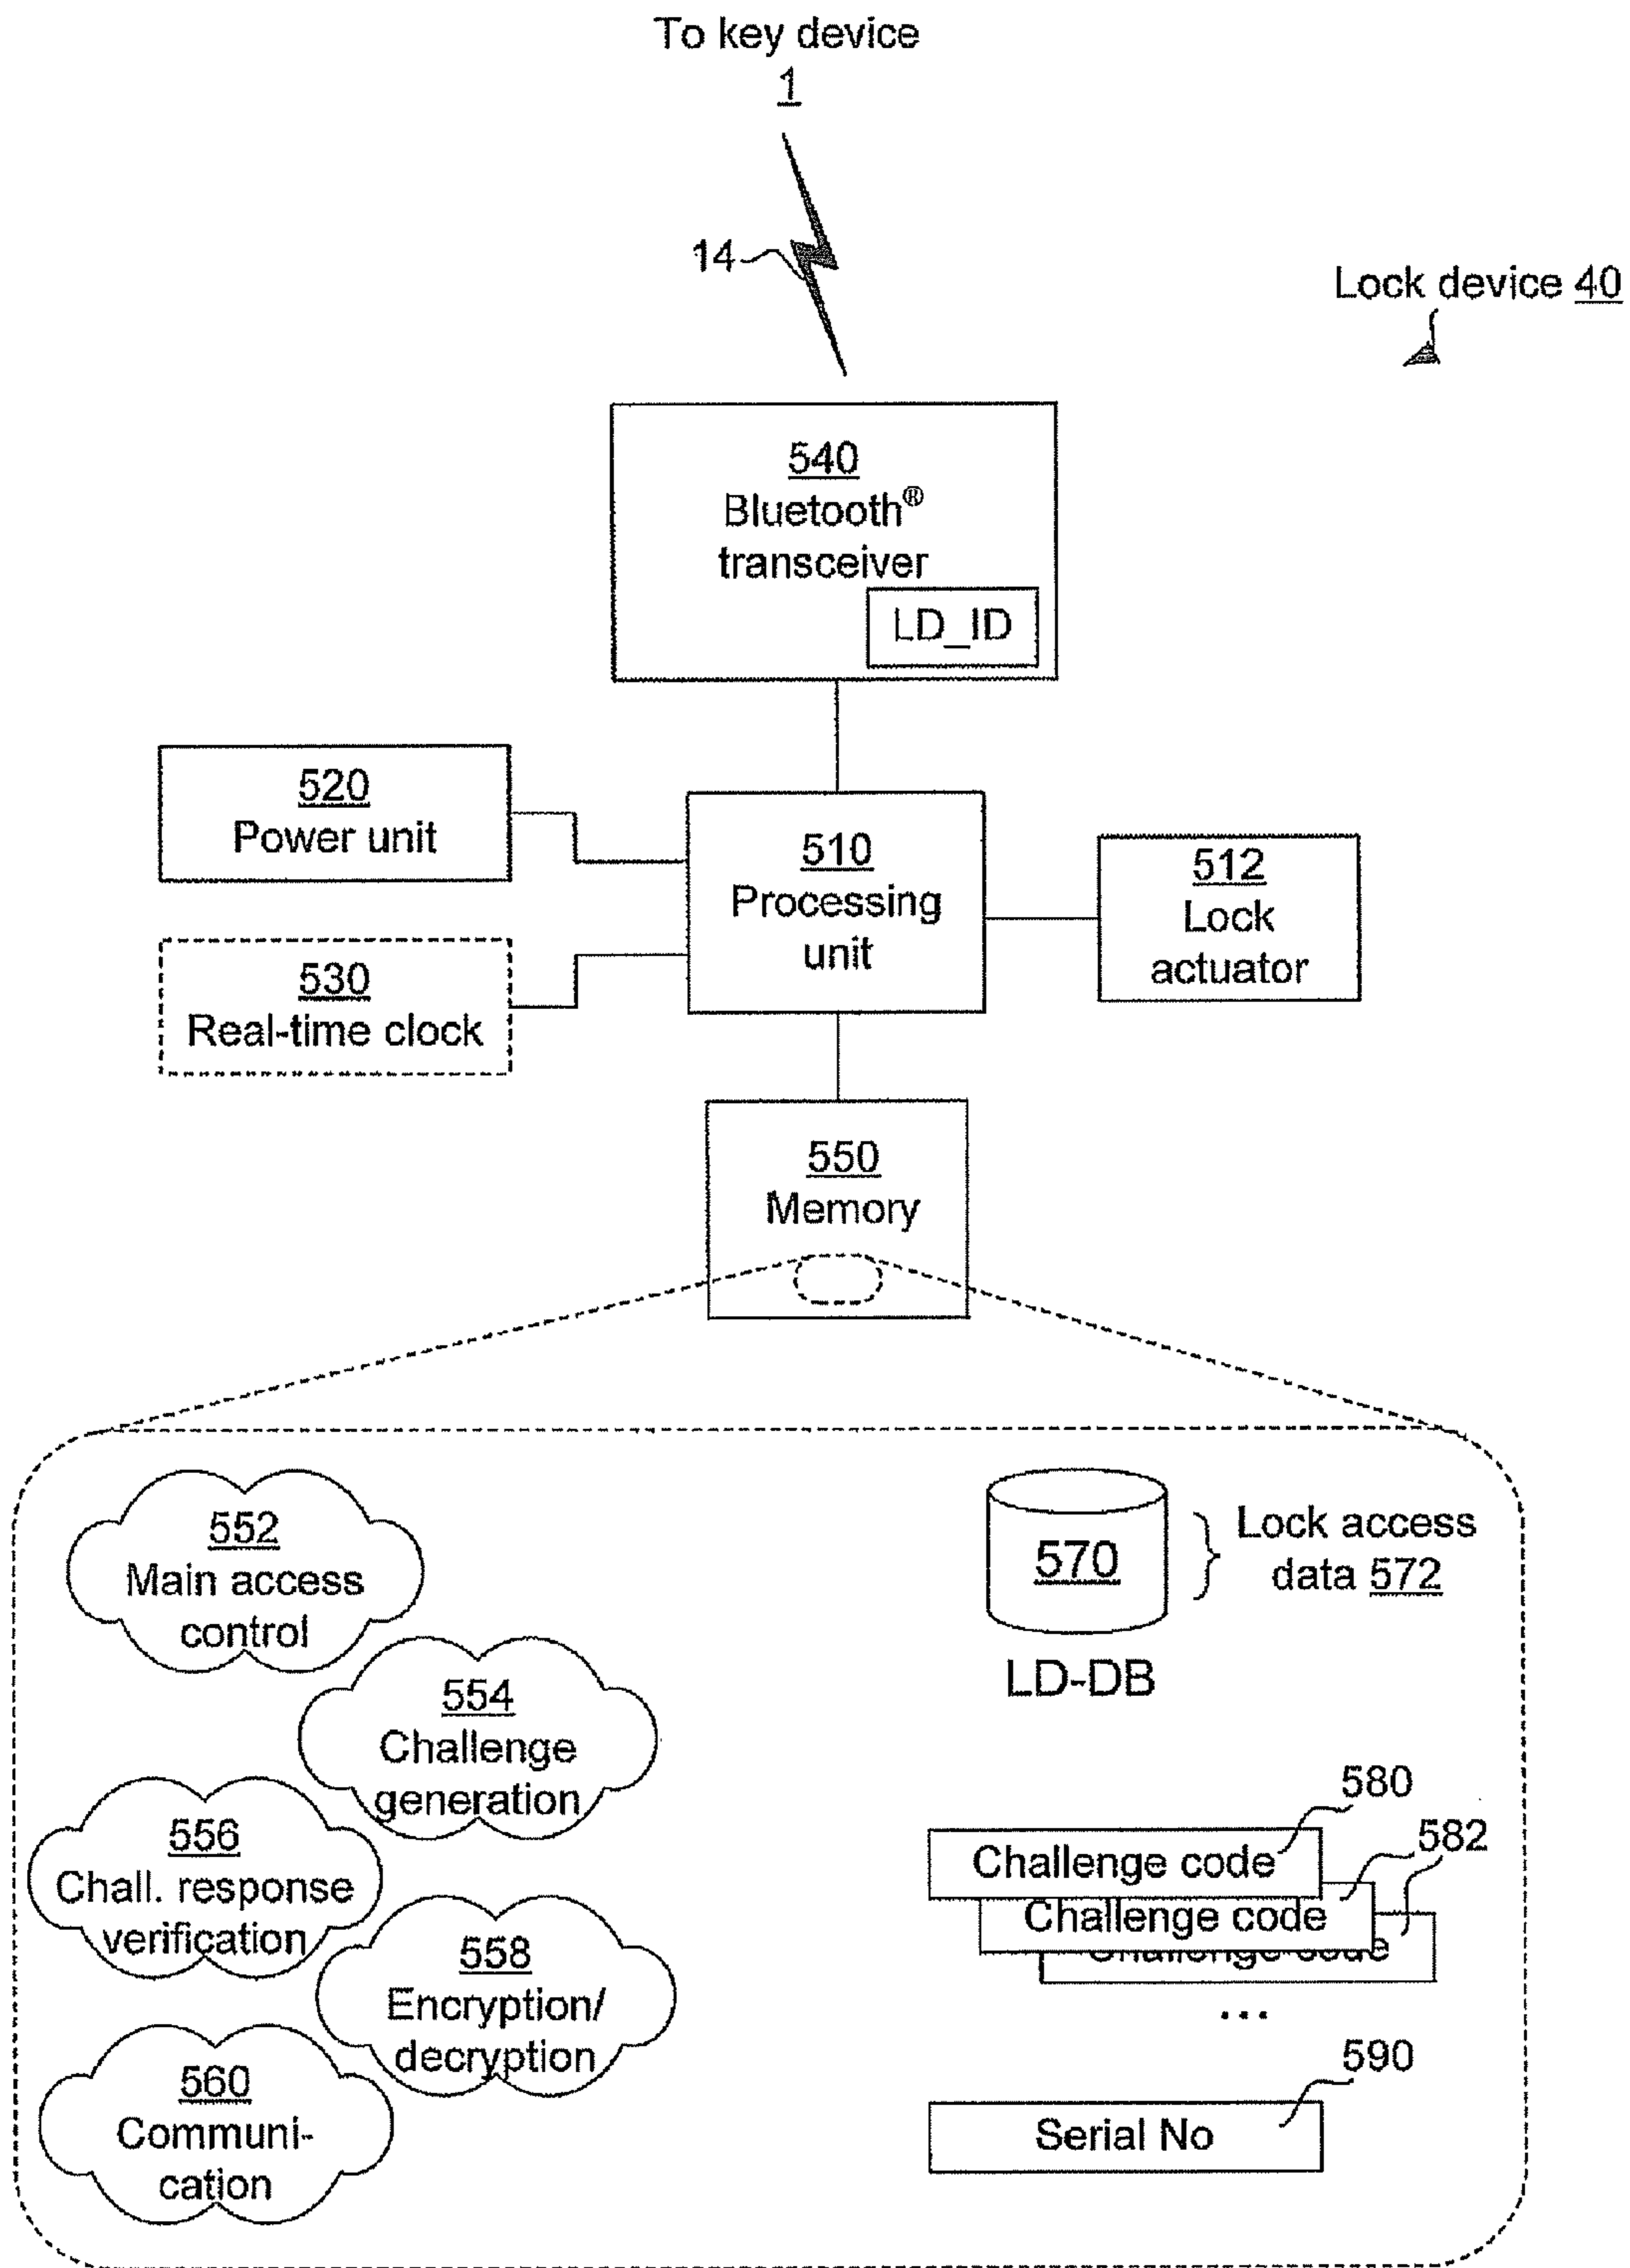 To key device
1
14
Lock device 40
540
Bluetooth®
transceiver
LD_ID
520
Power unit
510
Processing
unit
512
Lock
actuator
530
Real-time clock
550
Memory
552
Main access
control
570
Lock access
data 572
LD-DB
554
Challenge
generation
580
582
556
Chall. response
verification
Challenge code
Challenge code
Challenge code
...
558
Encryption/
decryption
590
560
Communi-
cation
Serial No